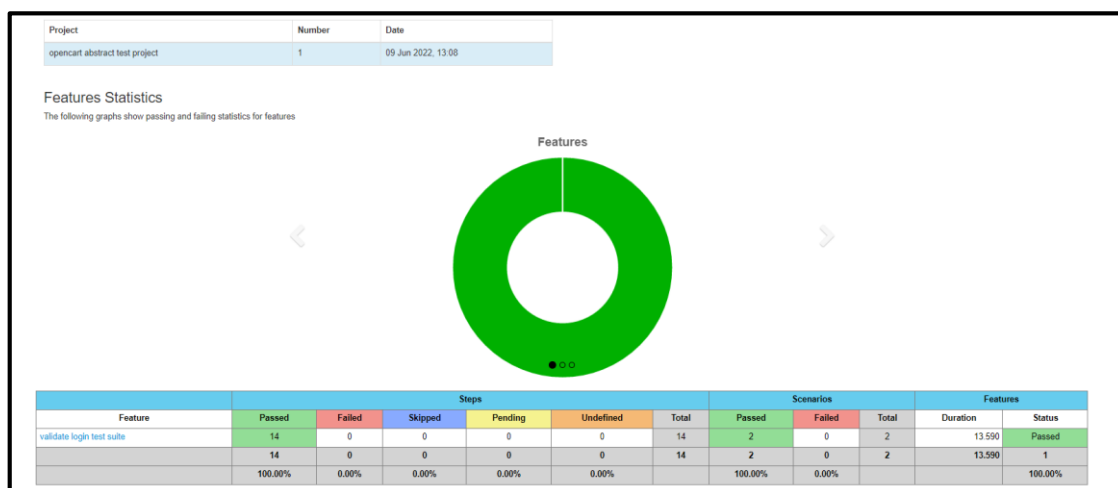 Project Number Date
opencart abstract test project 1 09 Jun 2022, 13:08
Features Statistics
The following graphs show passing and failing statistics for features
Features
Steps Scenarios Features
Feature Passed Failed Skipped Pending Undefined Total Passed Failed Total Duration Status
validate login test suite 14 0 0 0 0 14 2 0 2 13.590 Passed
14 0 0 0 0 14 2 0 2 13.590 1
100.00% 0.00% 0.00% 0.00% 0.00% 100.00% 0.00% 100.00%